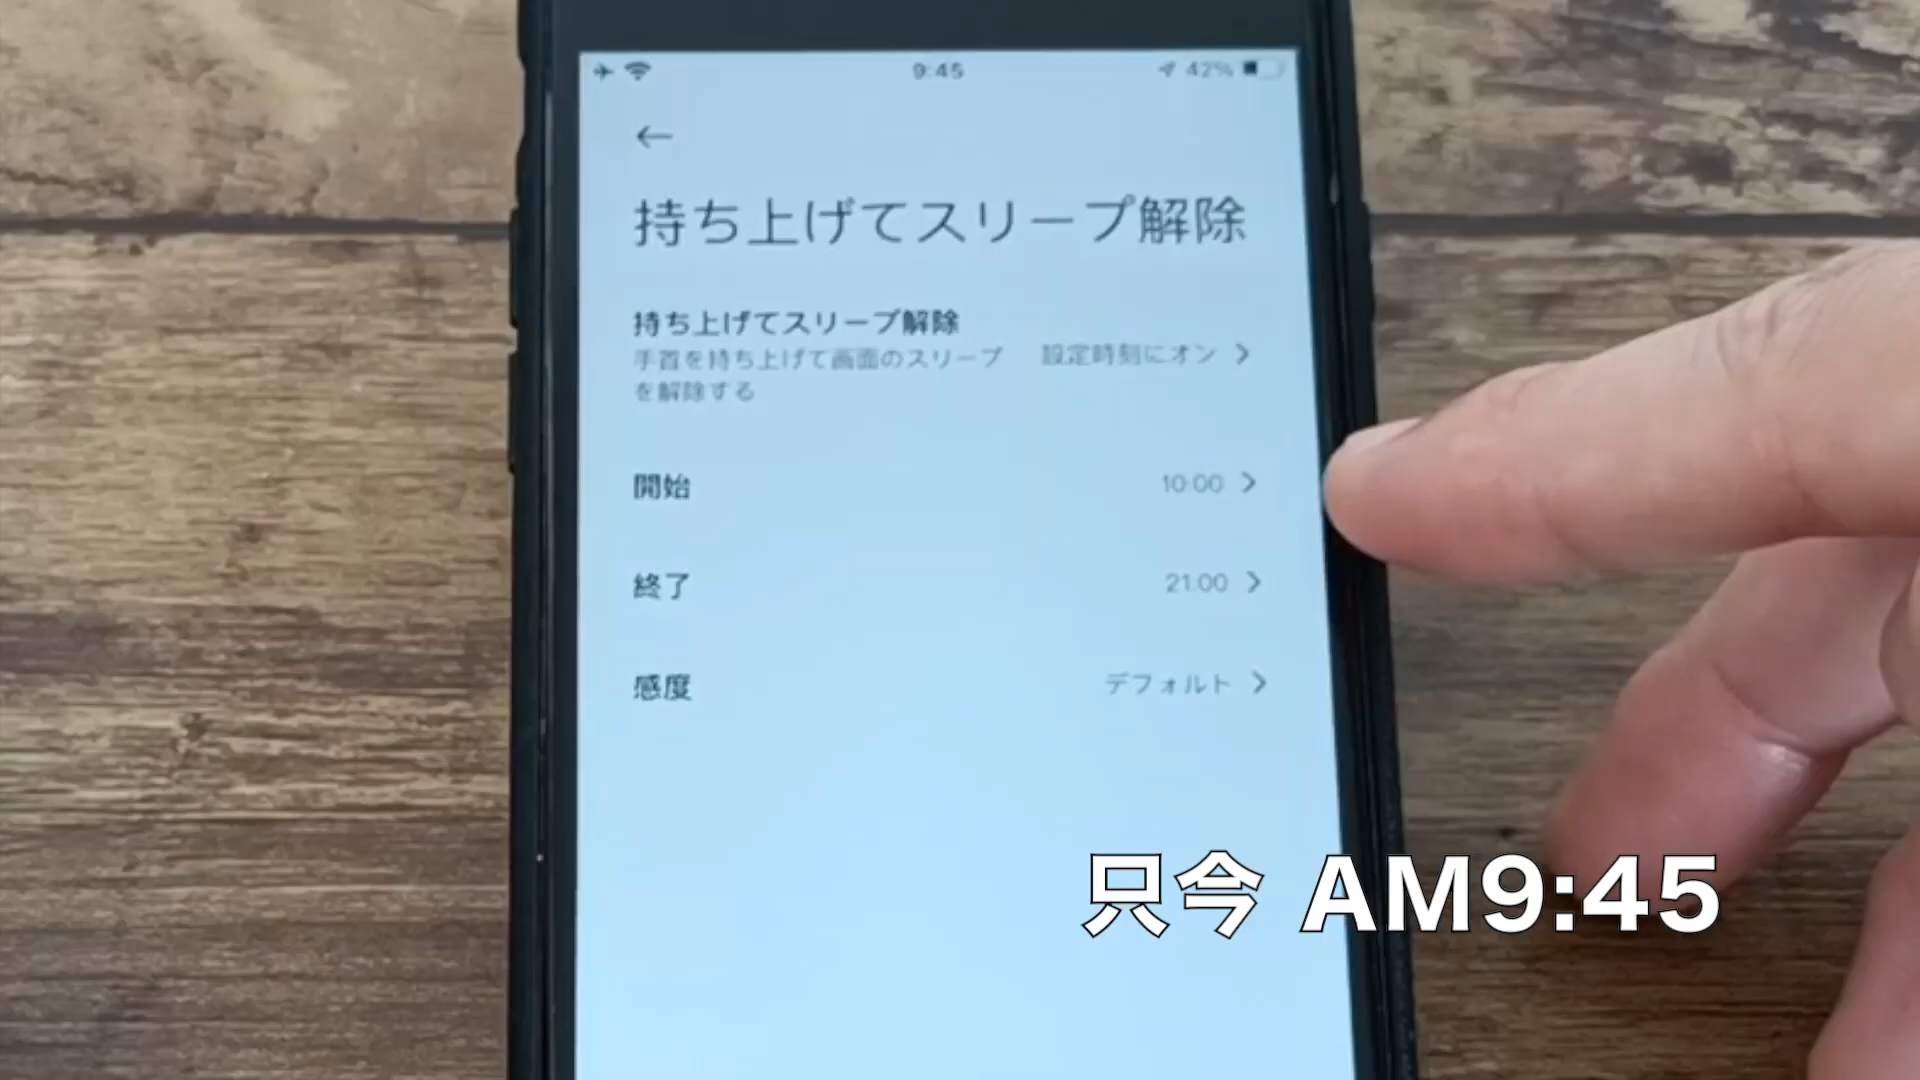 9:45
42%
持ち上げてスリープ解除
持ち上げてスリープ解除
手首を持ち上げて画面のスリープ
を解除する
設定時刻にオン
開始
10:00
終了
21:00
感度
デフォルト
只今 AM9:45